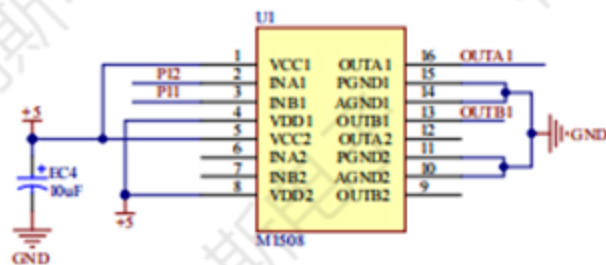 U1
1 VCC1 OUTA1 16 OUTA1
P12 2 INA1 PGND1 15
P11 3 INB1 AGND1 14
4 VDD1 OUTB1 13 OUTB1
+5 5 VCC2 OUTA2 12
6 INA2 PGND2 11
7 INB2 AGND2 10
8 VDD2 OUTB2 9
GND
+ EC4
10uF
+5
GND
M1508